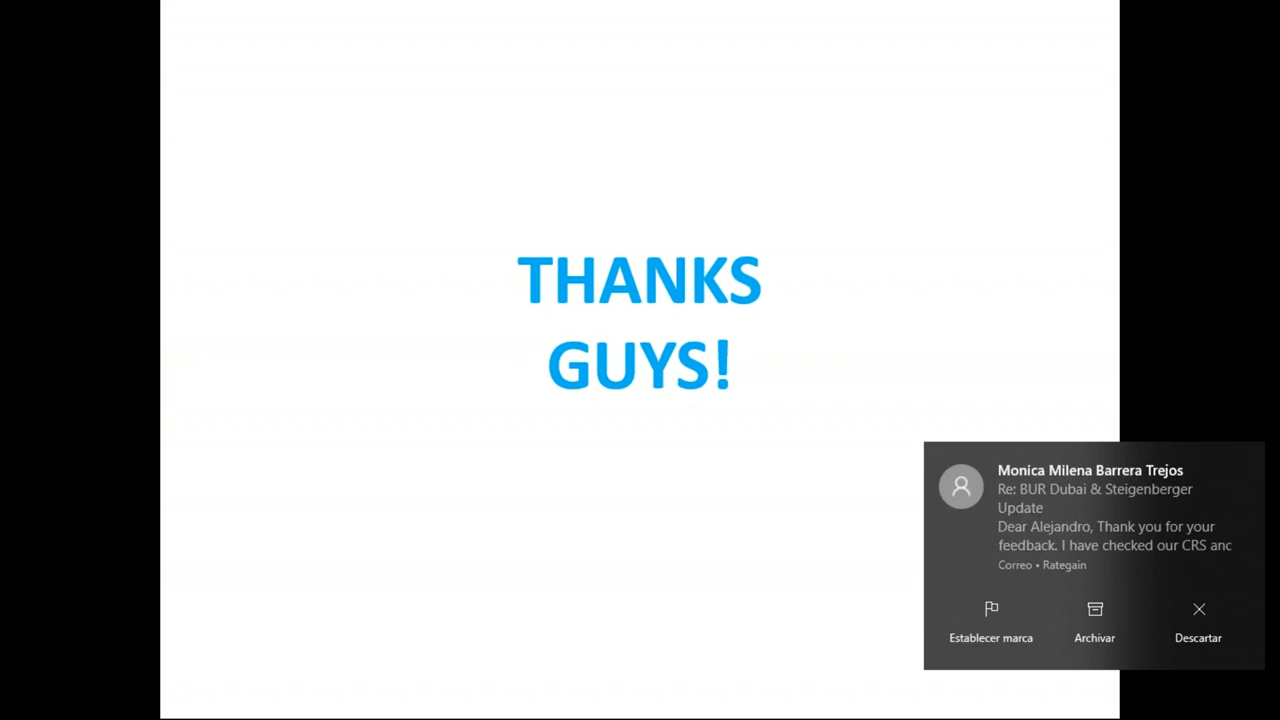 THANKS
GUYS!
Monica Milena Barrera Trejos
Re: BUR Dubai & Steigenberger
Update
Dear Alejandro, Thank you for your
feedback. I have checked our CRS anc
Correo • Rategain
Establecer marca
Archivar
Descartar